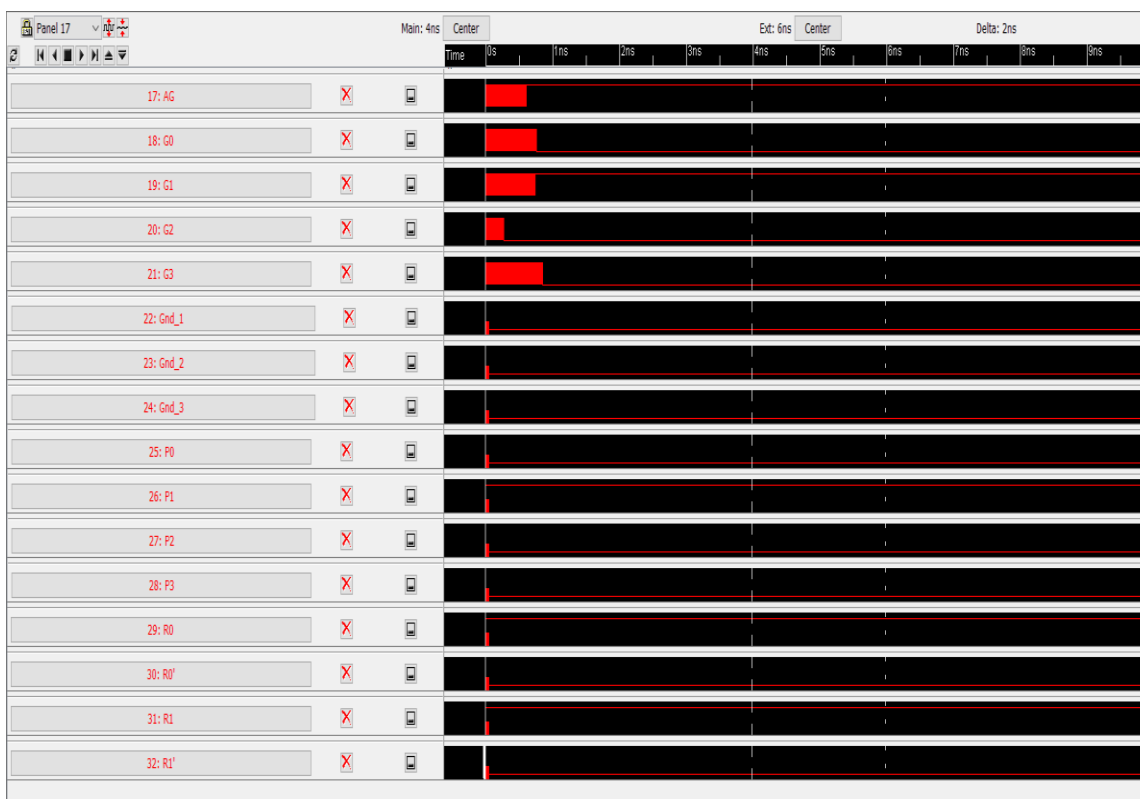 Panel 17 Main: 4ns Center Ext: 6ns Center Delta: 2ns
Time 0s 1ns 2ns 3ns 4ns 5ns 6ns 7ns 8ns 9ns
17: AG
18: G0
19: G1
20: G2
21: G3
22: Gnd_1
23: Gnd_2
24: Gnd_3
25: P0
26: P1
27: P2
28: P3
29: R0
30: R0'
31: R1
32: R1'